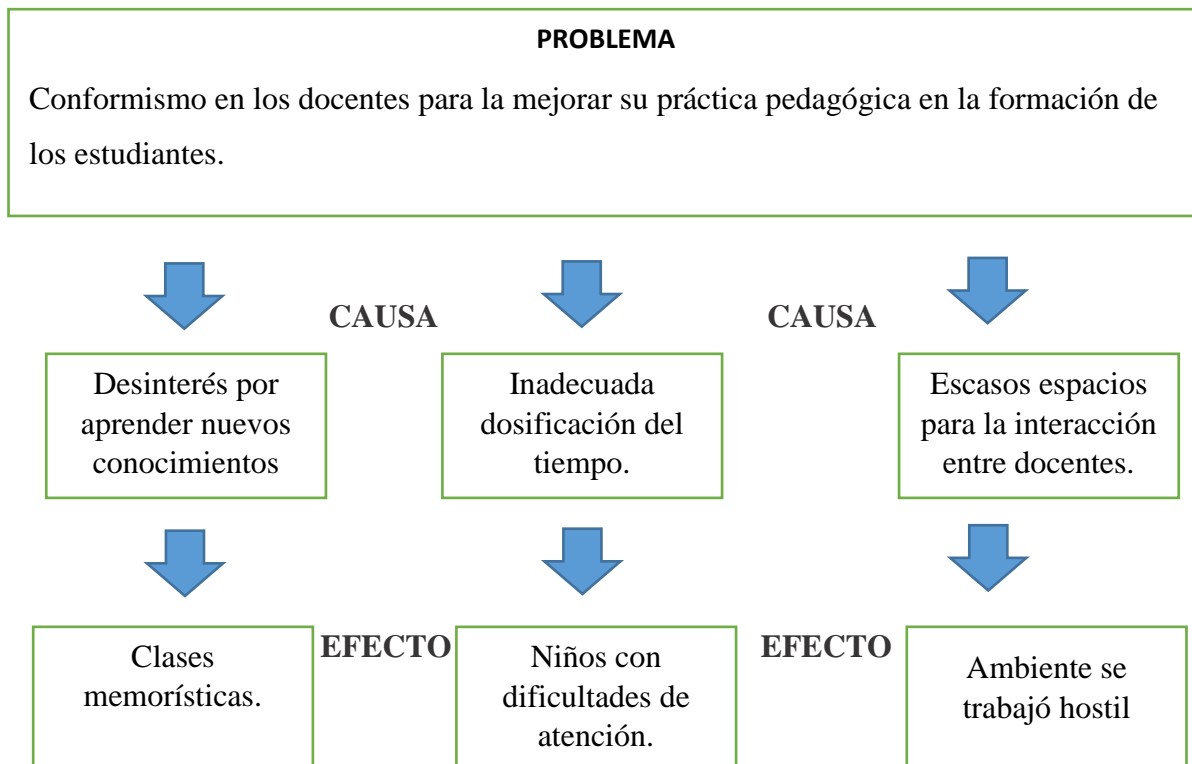 PROBLEMA
Conformismo en los docentes para la mejorar su práctica pedagógica en la formación de
los estudiantes.
CAUSA
CAUSA
Desinterés por
aprender nuevos
conocimientos
Inadecuada
dosificación del
tiempo.
Escasos espacios
para la interacción
entre docentes.
EFECTO
EFECTO
Clases
memorísticas.
Niños con
dificultades de
atención.
Ambiente se
trabajó hostil